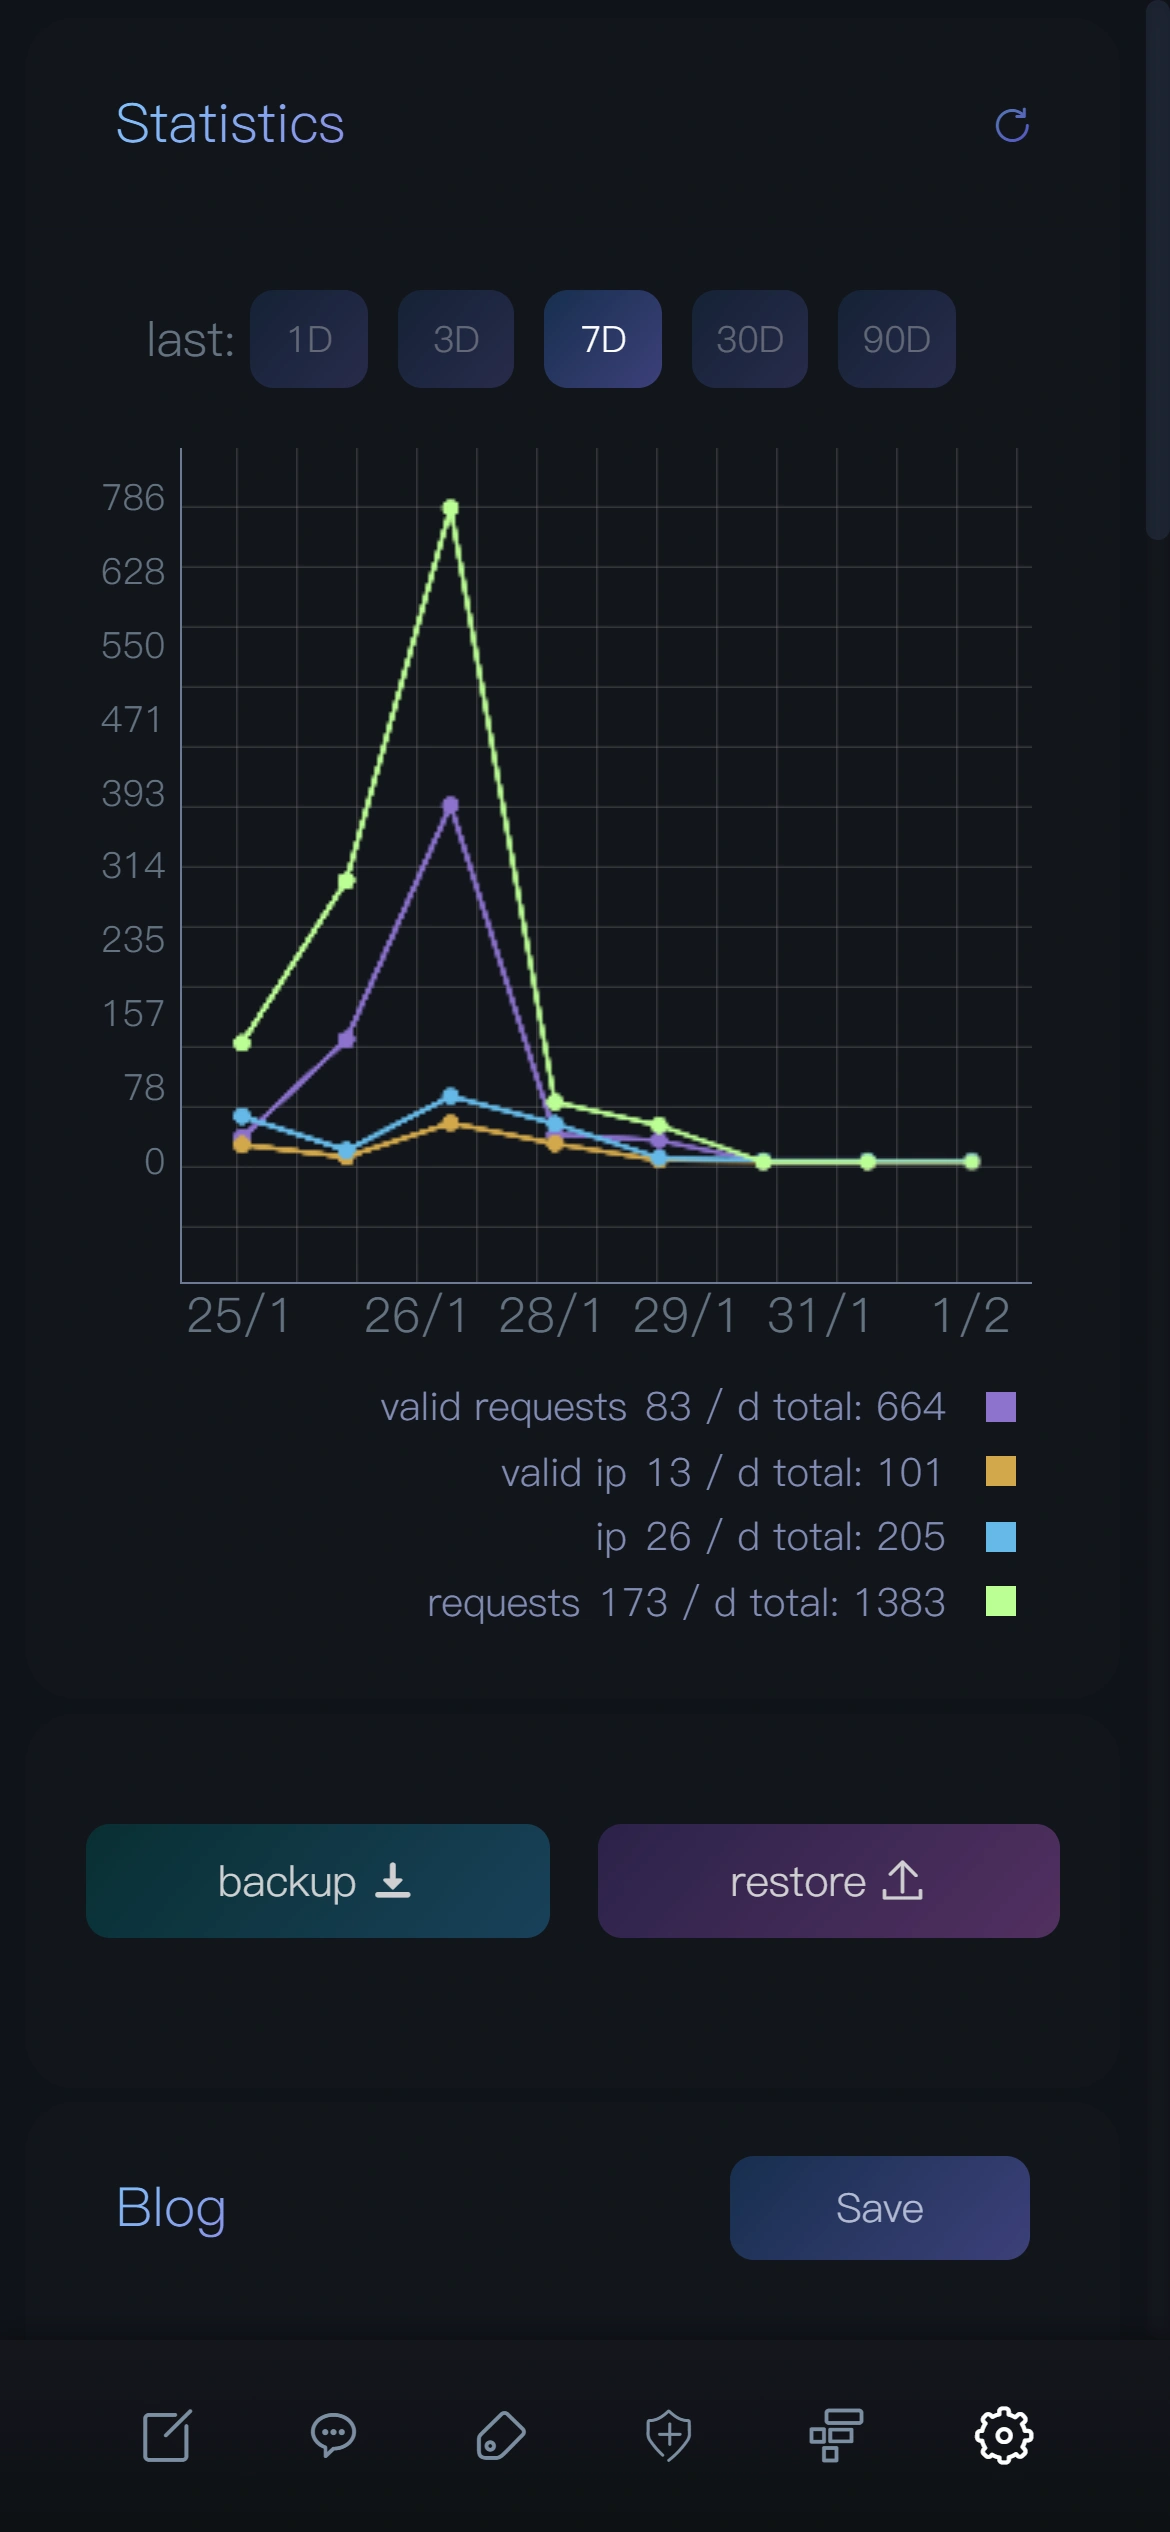 Statistics
last: 1D 3D 7D 30D 90D
786
628
550
471
393
314
235
157
78
0
25/1 26/1 28/1 29/1 31/1 1/2
valid requests 83 / d total: 664
valid ip 13 / d total: 101
ip 26 / d total: 205
requests 173 / d total: 1383
backup restore
Blog Save